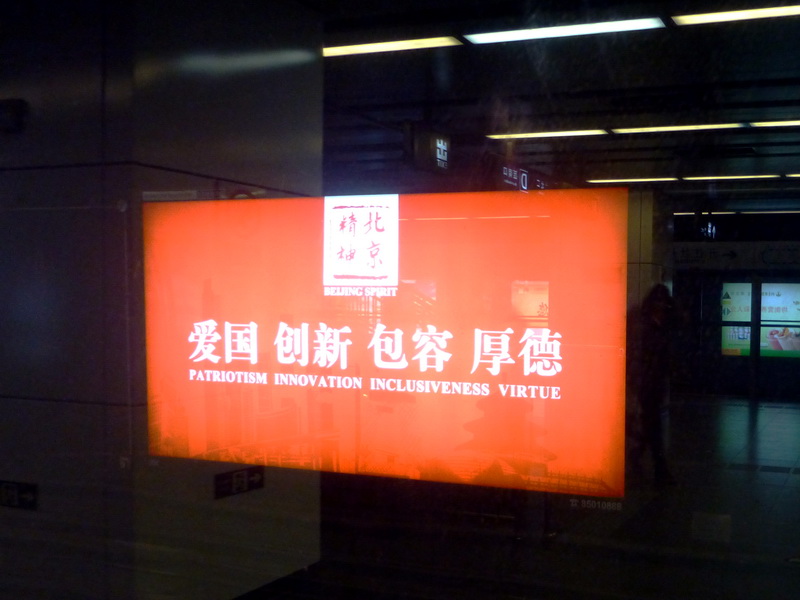 北京
精神
BEIJING SPIRIT
爱国 创新 包容 厚德
PATRIOTISM INNOVATION INCLUSIVENESS VIRTUE